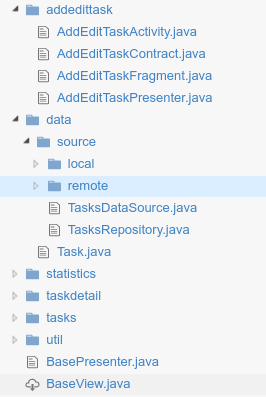 addedittask
AddEditTaskActivity.java
AddEditTaskContract.java
AddEditTaskFragment.java
AddEditTaskPresenter.java
data
source
local
remote
TasksDataSource.java
TasksRepository.java
Task.java
statistics
taskdetail
tasks
util
BasePresenter.java
BaseView.java